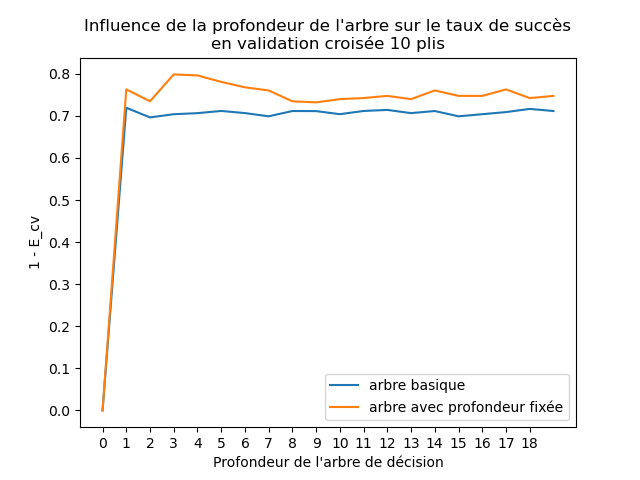 Influence de la profondeur de l'arbre sur le taux de succès
en validation croisée 10 plis
0.8
0.7
0.6
0.5
0.4
0.3
0.2
0.1
0.0
1 - E_cv
arbre basique
arbre avec profondeur fixée
0 1 2 3 4 5 6 7 8 9 10 11 12 13 14 15 16 17 18
Profondeur de l'arbre de décision